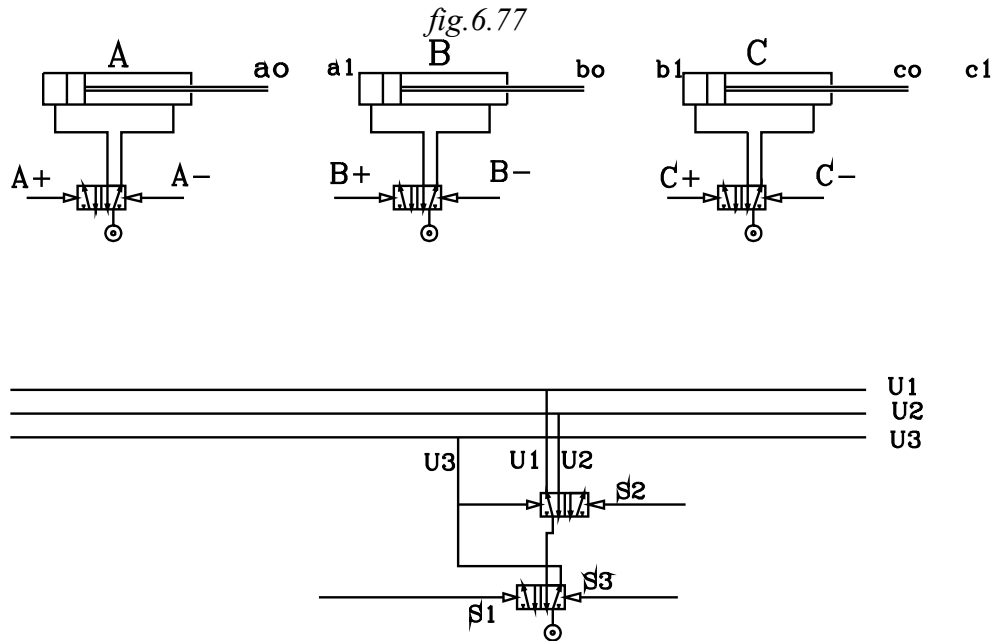 fig.6.77
A B C
ao a1 bo b1 co c1
A+ A- B+ B- C+ C-
U1
U2
U3
U3 U1 U2
S2
S3
S1